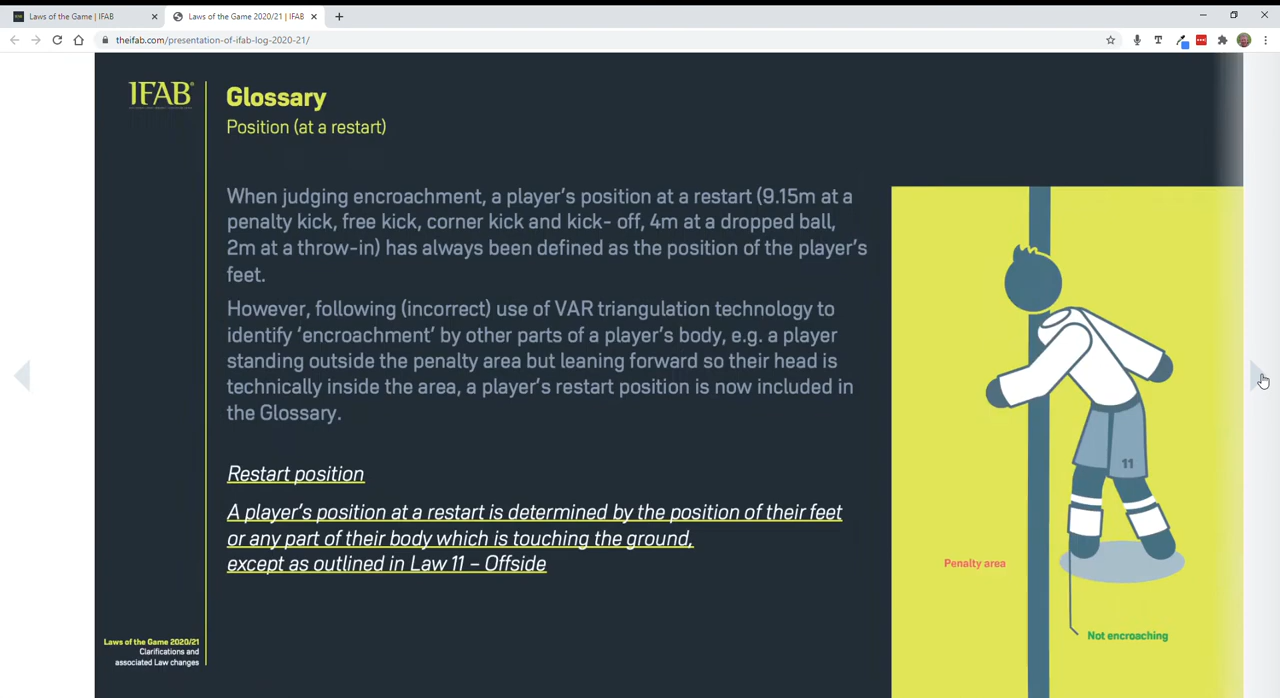 Laws of the Game | IFAB
Laws of the Game 2020/21 | IFAB
theifab.com/presentation-of-ifab-log-2020-21/
IFAB
Glossary
Position (at a restart)
When judging encroachment, a player's position at a restart (9.15m at a
penalty kick, free kick, corner kick and kick- off, 4m at a dropped ball,
2m at a throw-in) has always been defined as the position of the player's
feet.
However, following (incorrect) use of VAR triangulation technology to
identify 'encroachment' by other parts of a player's body, e.g. a player
standing outside the penalty area but leaning forward so their head is
technically inside the area, a player's restart position is now included in
the Glossary.
Restart position
A player's position at a restart is determined by the position of their feet
or any part of their body which is touching the ground,
except as outlined in Law 11 – Offside
11
Penalty area
Not encroaching
Laws of the Game 2020/21
Clarifications and
associated Law changes